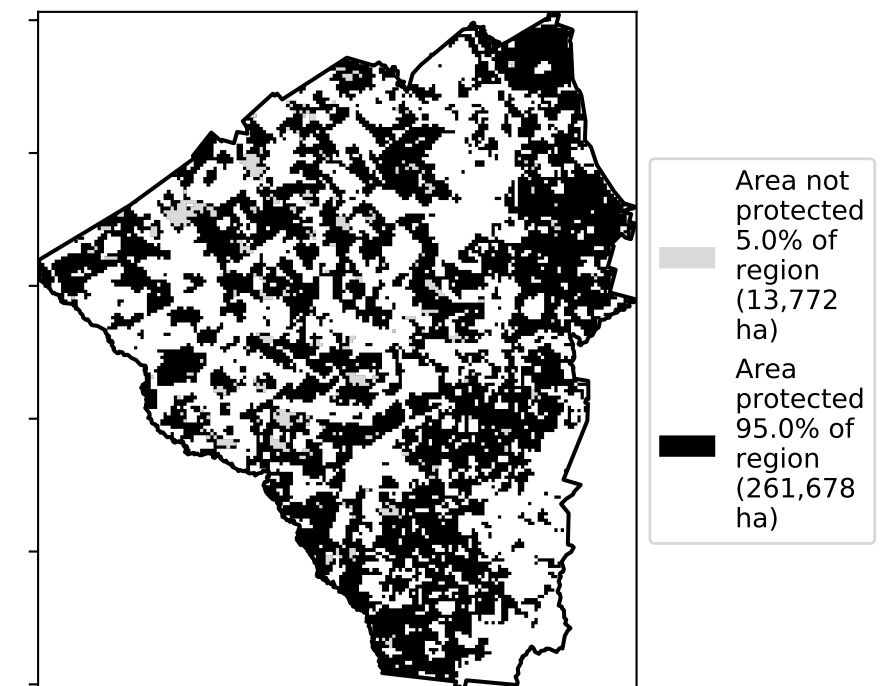 Area not
protected
5.0% of
region
(13,772
ha)
Area
protected
95.0% of
region
(261,678
ha)